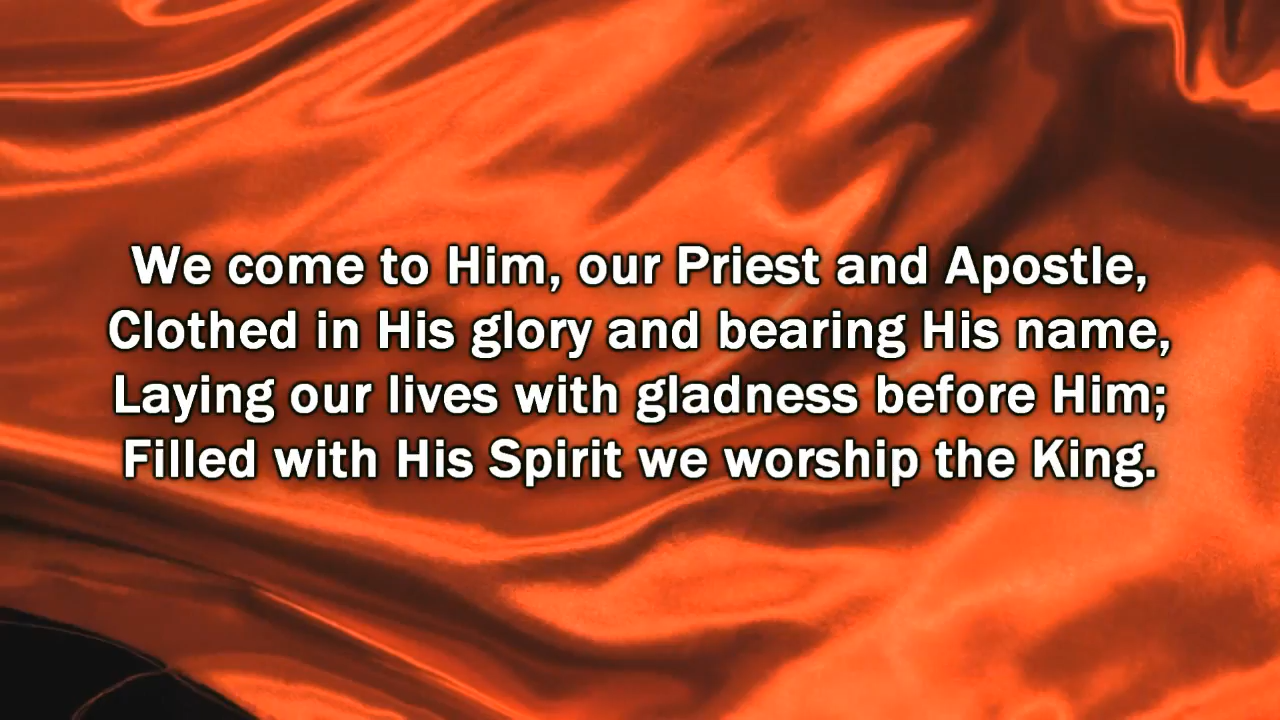 We come to Him, our Priest and Apostle,
Clothed in His glory and bearing His name,
Laying our lives with gladness before Him;
Filled with His Spirit we worship the King.